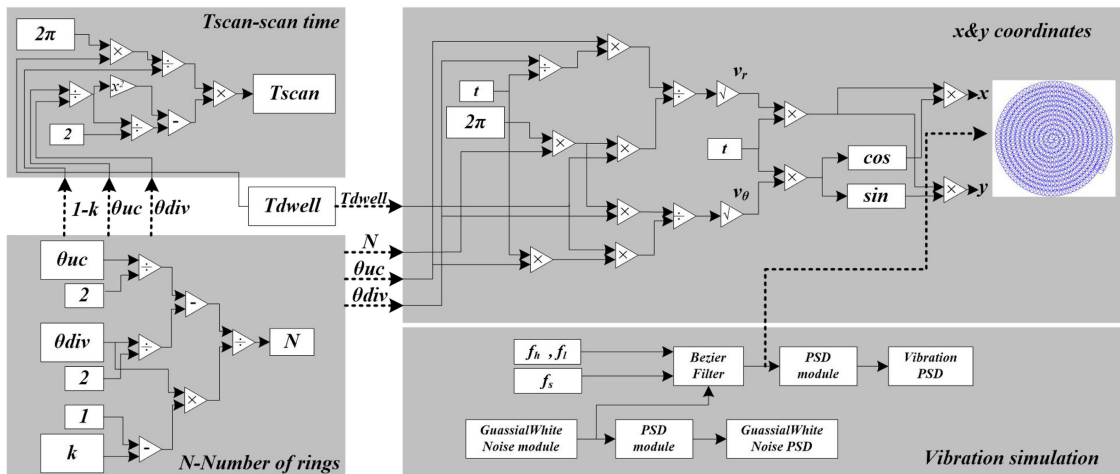 Tscan-scan time
2π
×
÷
÷
x²
×
Tscan
2
÷
-
1-k
θuc
θdiv
Tdwell
Tdwell
N
θuc
θdiv
θuc
÷
2
-
θdiv
÷
÷
N
2
×
1
-
k
N-Number of rings
x&y coordinates
×
÷
t
÷
√
vr
2π
×
×
×
×
x
t
cos
×
÷
√
vθ
×
sin
×
y
×
×
fh , fl
fs
Bezier
Filter
PSD
module
Vibration
PSD
GuassialWhite
Noise module
PSD
module
GuassialWhite
Noise PSD
Vibration simulation